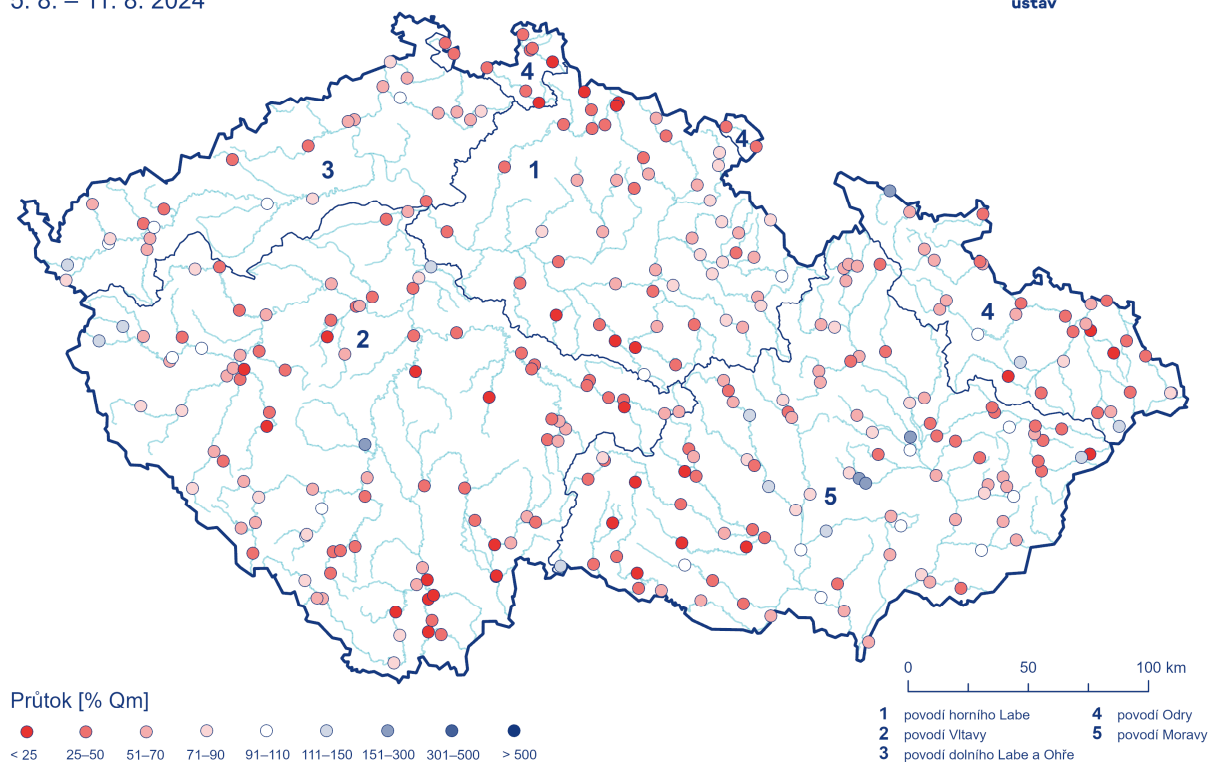 5. 8. – 11. 8. 2024
ústav
4
4
3
1
4
2
5
0 50 100 km
Průtok [% Qm]
< 25 25–50 51–70 71–90 91–110 111–150 151–300 301–500 > 500
1 povodí horního Labe
2 povodí Vltavy
3 povodí dolního Labe a Ohře
4 povodí Odry
5 povodí Moravy